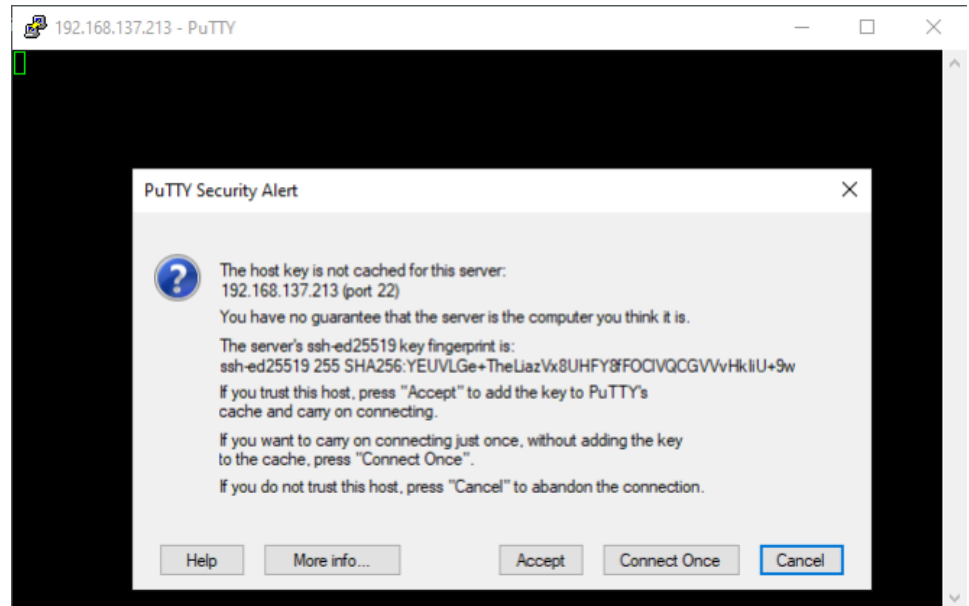 192.168.137.213 - PuTTY
PuTTY Security Alert
The host key is not cached for this server:
192.168.137.213 (port 22)
You have no guarantee that the server is the computer you think it is.
The server's ssh-ed25519 key fingerprint is:
ssh-ed25519 255 SHA256:YEUVLGe+TheLiazVx8UHFY8fFOClVQCGVVvHkIiU+9w
If you trust this host, press "Accept" to add the key to PuTTY's
cache and carry on connecting.
If you want to carry on connecting just once, without adding the key
to the cache, press "Connect Once".
If you do not trust this host, press "Cancel" to abandon the connection.
Help More info... Accept Connect Once Cancel